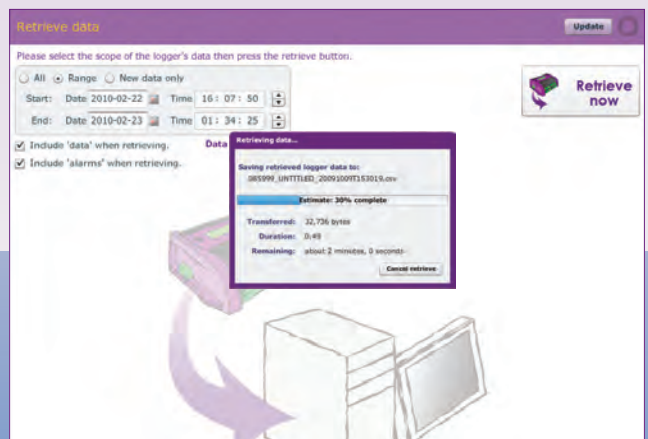 Retrieve data
Update
Please select the scope of the logger's data then press the retrieve button.
All Range New data only
Start: Date 2010-02-22 Time 16: 07: 50
End: Date 2010-02-23 Time 01: 34: 25
Retrieve
now
Include 'data' when retrieving. Data
Include 'alarms' when retrieving.
Retrieving data...
Saving retrieved logger data to:
085999_UNTITLED_20091009T153019.csv
Estimate: 30% complete
Transferred: 32,736 bytes
Duration: 0:49
Remaining: about 2 minutes, 0 seconds
Cancel retrieve